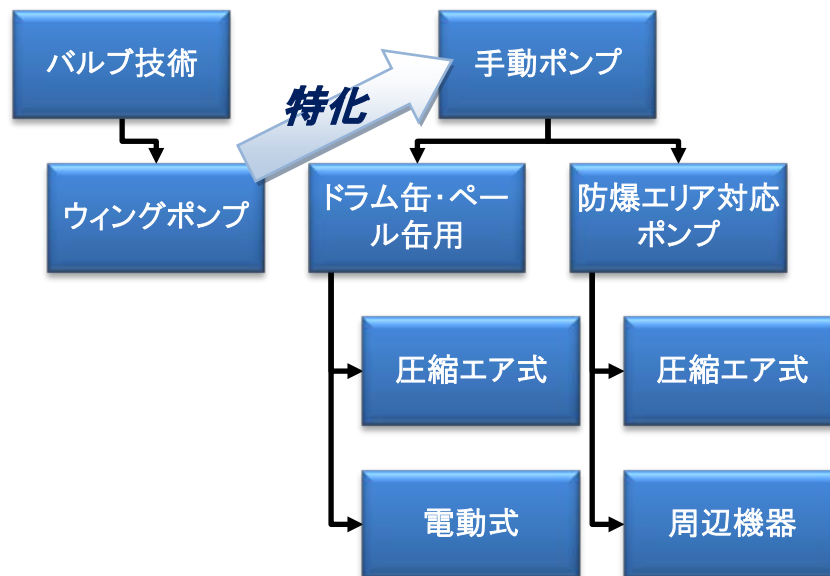 バルブ技術
特化
手動ポンプ
ウィングポンプ
ドラム缶・ペー
ル缶用
防爆エリア対応
ポンプ
圧縮エア式
圧縮エア式
電動式
周辺機器